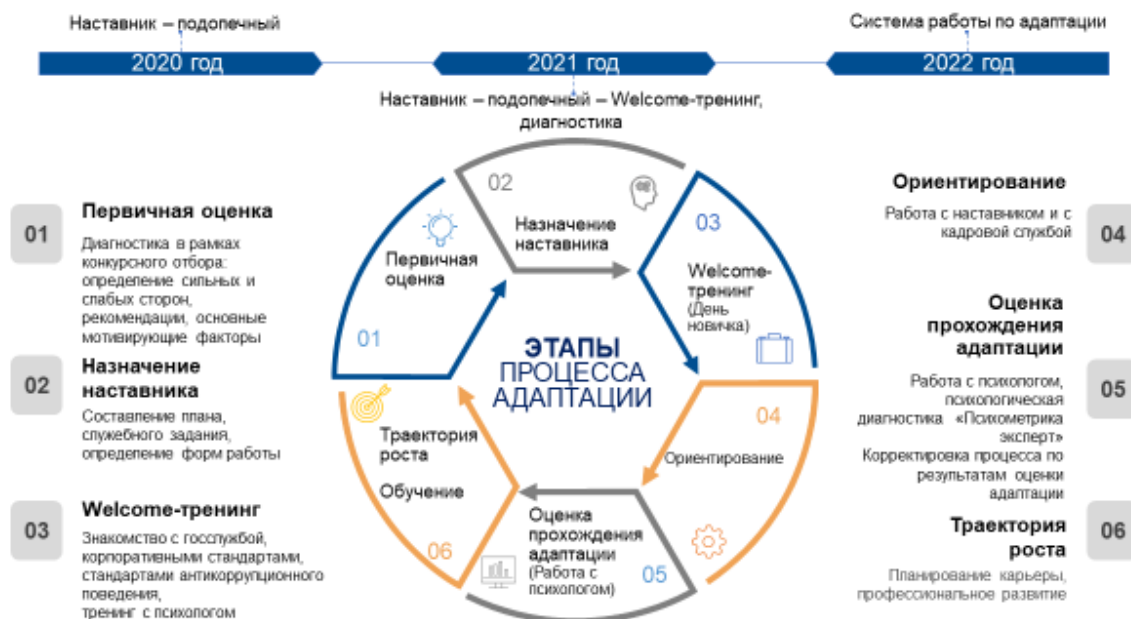 Наставник – подопечный
Система работы по адаптации
2020 год
2021 год
2022 год
Наставник – подопечный – Welcome-тренинг,
диагностика
01
Первичная оценка
Диагностика в рамках
конкурсного отбора:
определение сильных и
слабых сторон,
рекомендации, основные
мотивирующие факторы
02
Назначение
наставника
Составление плана,
служебного задания,
определение форм работы
03
Welcome-тренинг
Знакомство с госслужбой,
корпоративными стандартами,
стандартами антикоррупционного
поведения,
тренинг с психологом
ЭТАПЫ
ПРОЦЕССА
АДАПТАЦИИ
01
Первичная
оценка
02
Назначение
наставника
03
Welcome-
тренинг
(День
новичка)
04
Ориентирование
Оценка
прохождения
адаптации
(Работа с
психологом)
05
Траектория
роста
Обучение
06
Ориентирование
Работа с наставником и с
кадровой службой
04
Оценка
прохождения
адаптации
Работа с психологом,
психологическая
диагностика «Психометрика
эксперт»
Корректировка процесса по
результатам оценки
адаптации
05
Траектория
роста
Планирование карьеры,
профессиональное развитие
06